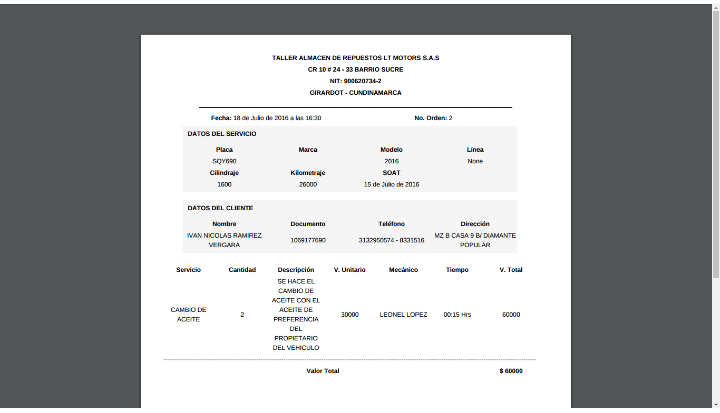 TALLER ALMACEN DE REPUESTOS LT MOTORS S.A.S
CR 10 # 24 - 33 BARRIO SUCRE
NIT: 900620734-2
GIRARDOT - CUNDINAMARCA
Fecha: 18 de Julio de 2016 a las 16:30 No. Orden: 2
DATOS DEL SERVICIO
Placa Marca Modelo Línea
SQY690 2016 None
Cilindraje Kilometraje SOAT
1600 26000 15 de Julio de 2016
DATOS DEL CLIENTE
Nombre Documento Teléfono Dirección
IVAN NICOLAS RAMIREZ VERGARA 1069177690 3132950574 - 8331516 MZ B CASA 9 B/ DIAMANTE POPULAR
Servicio Cantidad Descripción V. Unitario Mecánico Tiempo V. Total
SE HACE EL
CAMBIO DE
ACEITE CON EL
CAMBIO DE ACEITE 2 ACEITE DE 30000 LEONEL LOPEZ 00:15 Hrs 60000
PREFERENCIA
DEL
PROPIETARIO
DEL VEHICULO
Valor Total $ 60000